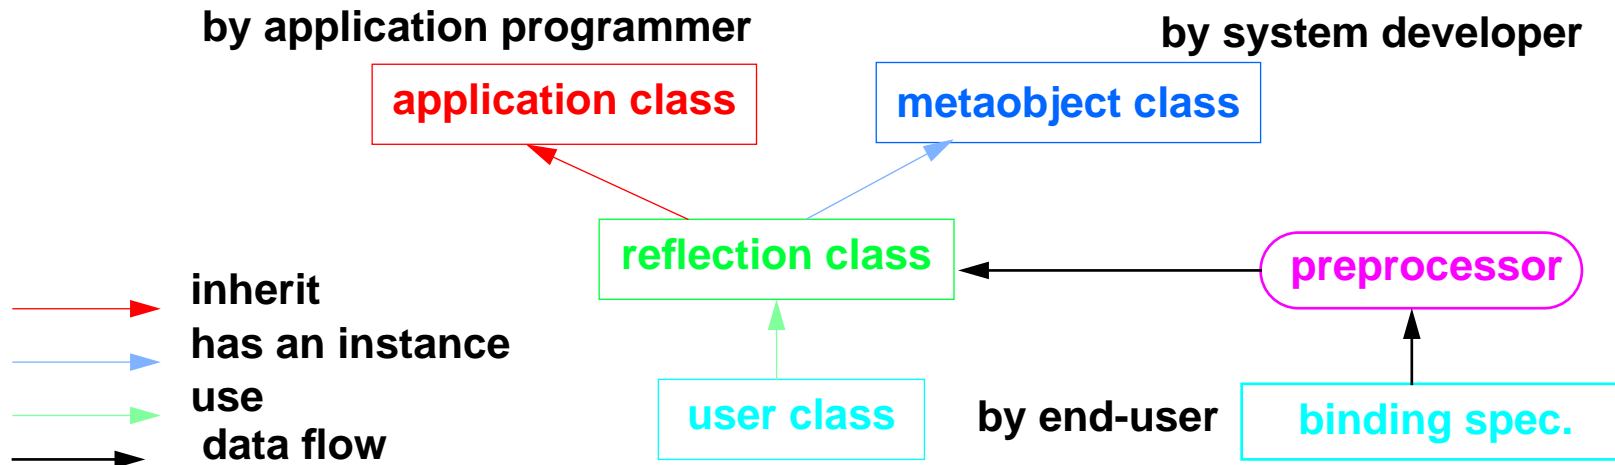 by application programmer
by system developer
application class
metaobject class
reflection class
preprocessor
inherit
has an instance
use
data flow
user class
by end-user
binding spec.